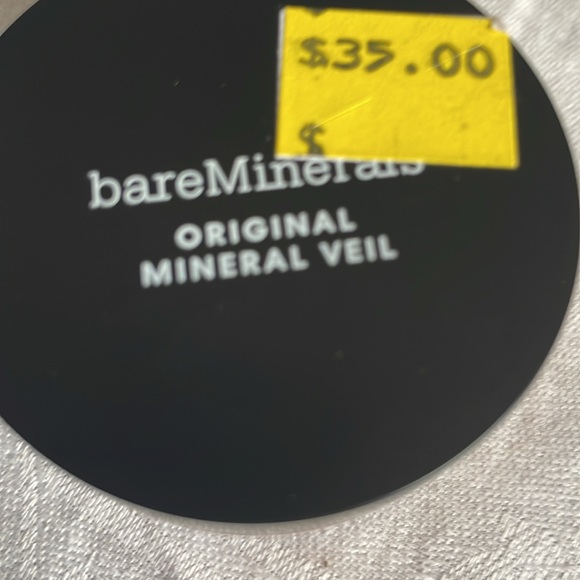 $35.00
$
bareMinerals
ORIGINAL
MINERAL VEIL